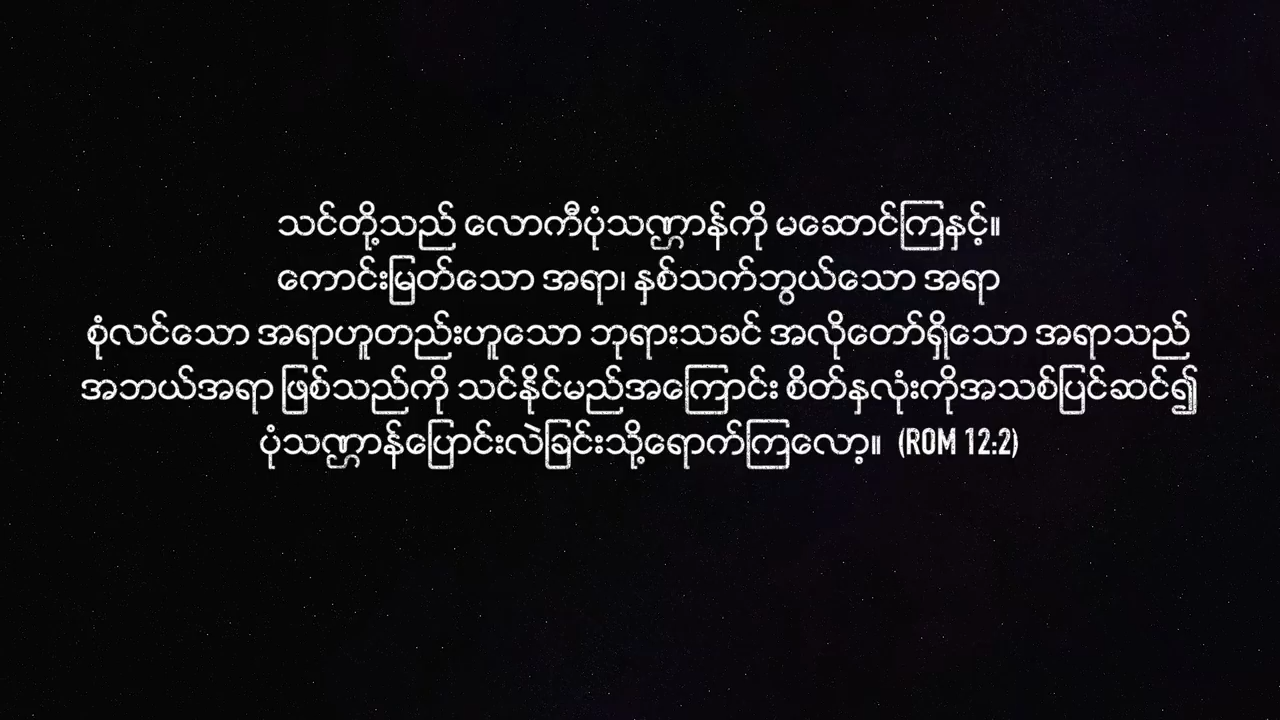 သင်တို့သည် လောကီပုံသဏ္ဌာန်ကို မဆောင်ကြနှင့်။
ကောင်းမြတ်သော အရာ၊ နှစ်သက်ဘွယ်သော အရာ
စုံလင်သော အရာဟူတည်းဟူသော ဘုရားသခင် အလိုတော်ရှိသော အရာသည်
အဘယ်အရာ ဖြစ်သည်ကို သင်နိုင်မည်အကြောင်း စိတ်နှလုံးကိုအသစ်ပြင်ဆင်၍
ပုံသဏ္ဌာန်ပြောင်းလဲခြင်းသို့ရောက်ကြလော့။ (ROM 12:2)